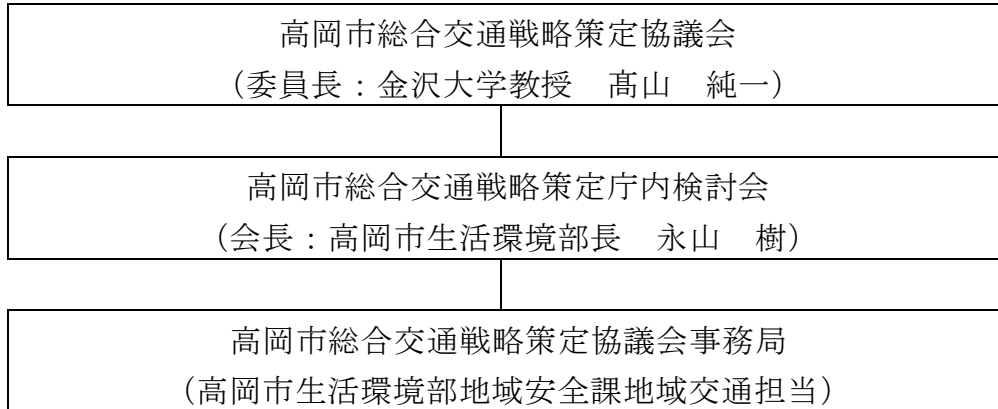 高岡市総合交通戦略策定協議会
（委員長：金沢大学教授　髙山　純一）
高岡市総合交通戦略策定庁内検討会
（会長：高岡市生活環境部長　永山　樹）
高岡市総合交通戦略策定協議会事務局
（高岡市生活環境部地域安全課地域交通担当）